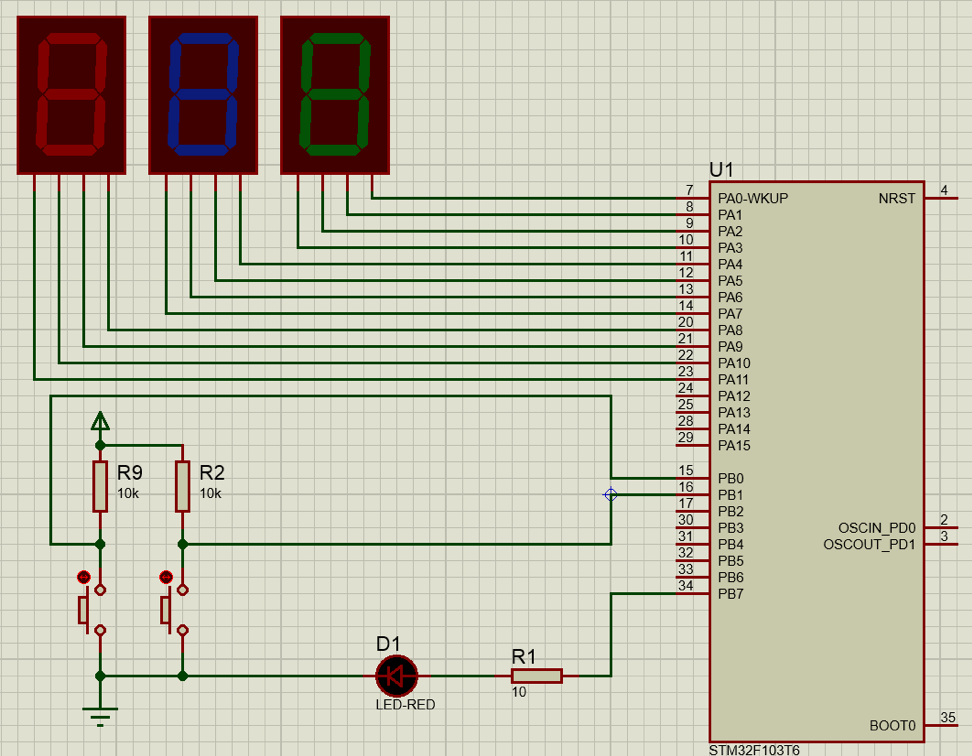 U1
7 PA0-WKUP NRST 4
8 PA1
9 PA2
10 PA3
11 PA4
12 PA5
13 PA6
14 PA7
20 PA8
21 PA9
22 PA10
23 PA11
24 PA12
25 PA13
28 PA14
29 PA15
R9 R2
10k 10k
15 PB0
16 PB1
17 PB2
30 PB3 OSCIN_PD0 2
31 PB4 OSCOUT_PD1 3
32 PB5
33 PB6
34 PB7
D1 R1
LED-RED 10
BOOT0 35
STM32F103T6